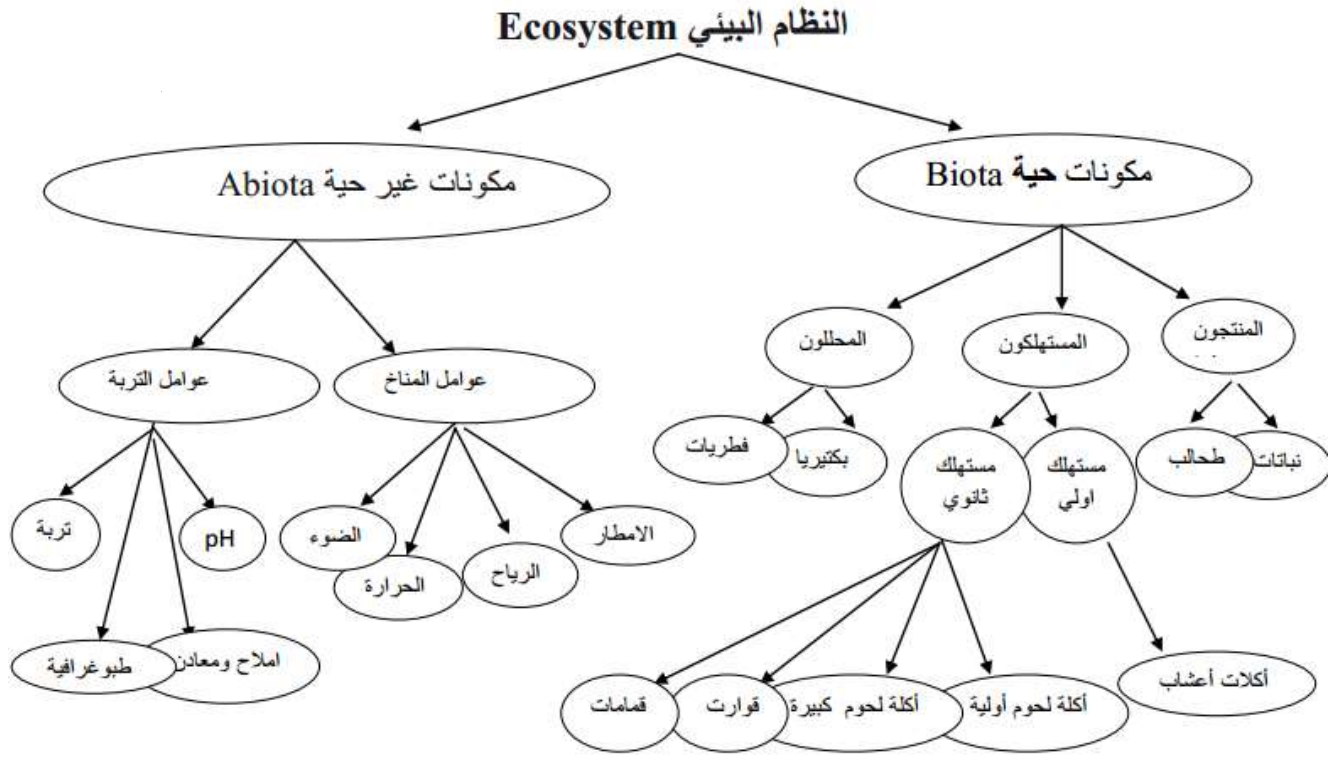 النظام البيئي Ecosystem
مكونات حية Biota
مكونات غير حية Abiota
المنتجون
المستهلكون
المحللون
عوامل المناخ
عوامل التربة
نباتات
طحالب
مستهلك
اولي
مستهلك
ثانوي
بكتيريا
فطريات
الامطار
الرياح
الحرارة
الضوء
pH
تربة
املاح ومعادن
طبوغرافية
أكلات أعشاب
أكلة لحوم أولية
أكلة لحوم كبيرة
قوارت
قمامات